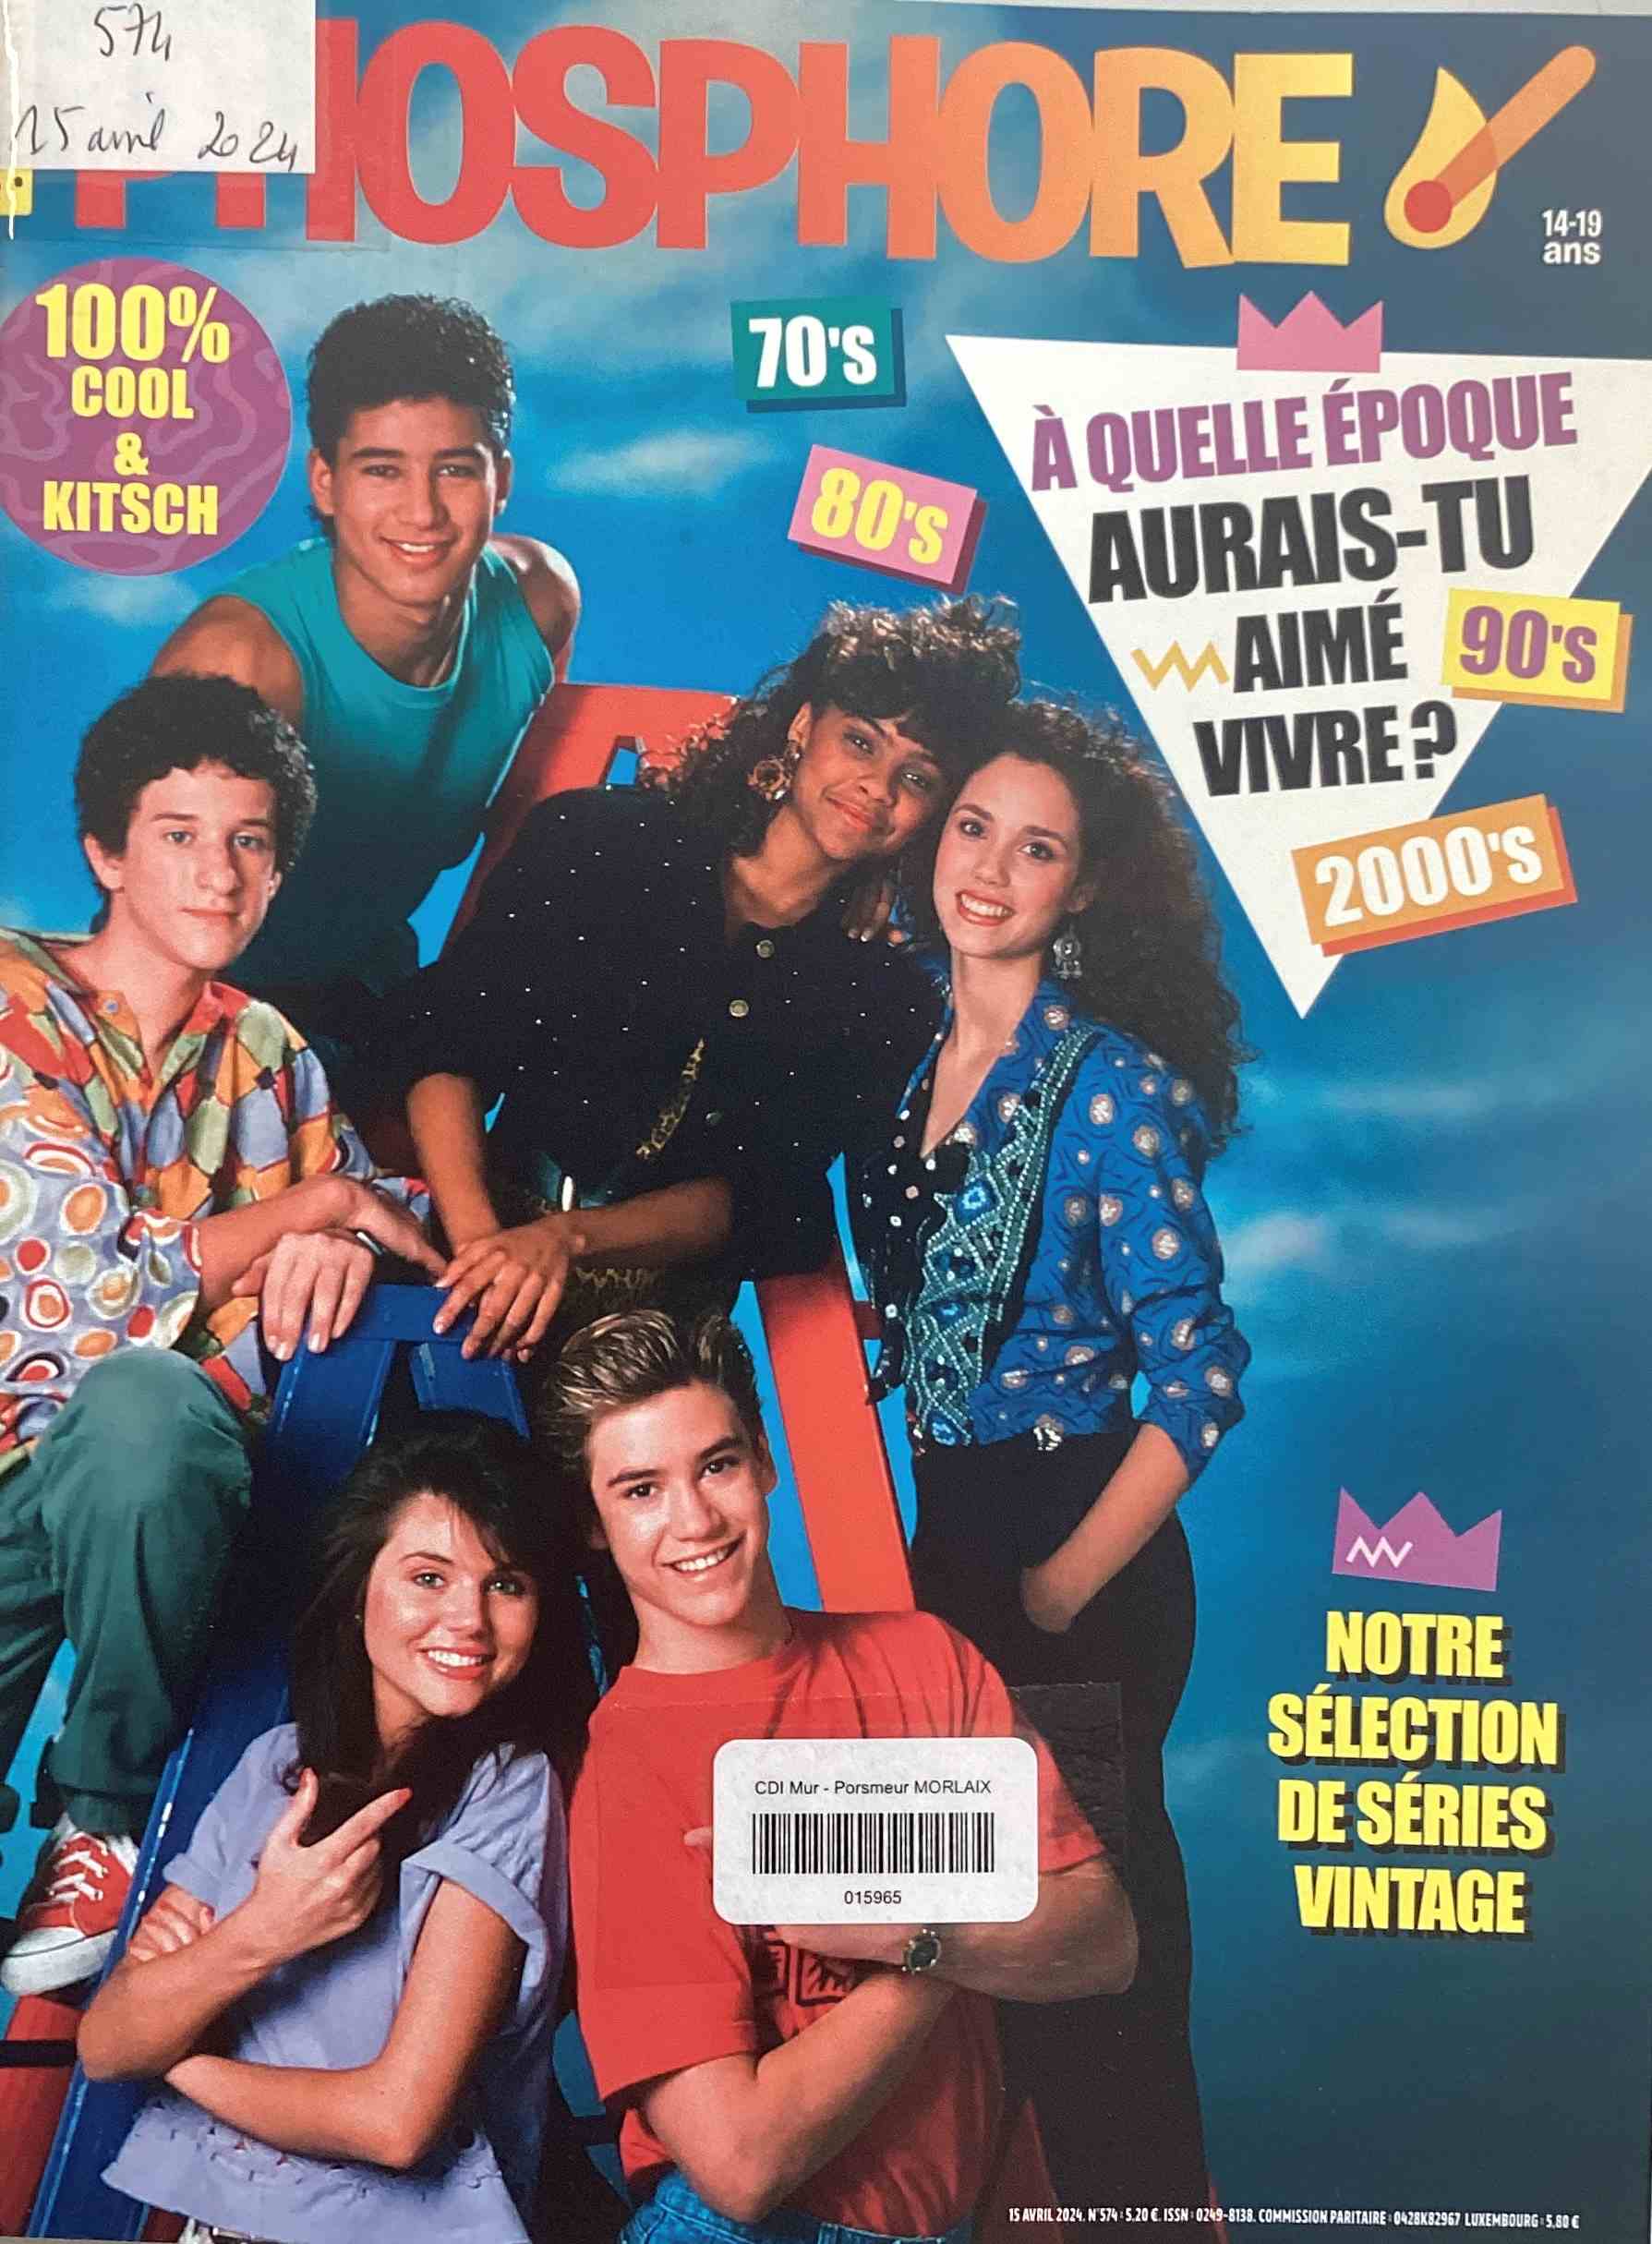 574
15 avril 2024
PHOSPHORE
14-19
ans
100%
COOL
&
KITSCH
70's
80's
À QUELLE ÉPOQUE
AURAIS-TU
AIMÉ
90's
VIVRE ?
2000's
NOTRE
SÉLECTION
DE SÉRIES
VINTAGE
CDI Mur - Porsmeur MORLAIX
015965
15 AVRIL 2024. N°574 : 5,20 €. ISSN : 0249-8138. COMMISSION PARITAIRE : 0428K82967 LUXEMBOURG : 5,80 €